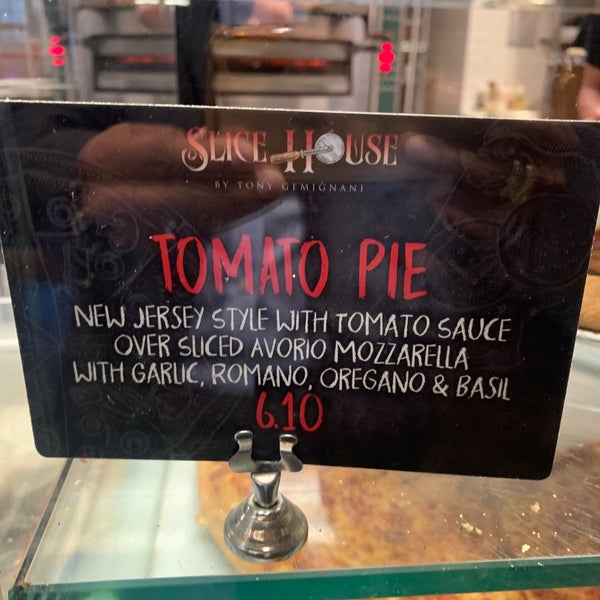 SLICE HOUSE
BY TONY GEMIGNANI
TOMATO PIE
NEW JERSEY STYLE WITH TOMATO SAUCE
OVER SLICED AVORIO MOZZARELLA
WITH GARLIC, ROMANO, OREGANO & BASIL
6.10